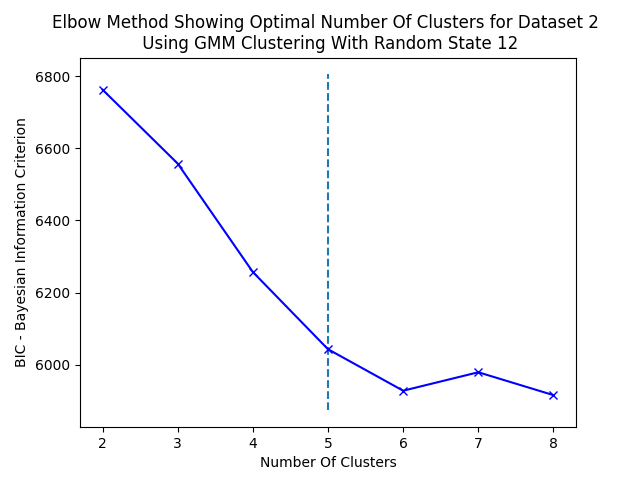 Elbow Method Showing Optimal Number Of Clusters for Dataset 2
Using GMM Clustering With Random State 12
BIC - Bayesian Information Criterion
6800
6600
6400
6200
6000
2 3 4 5 6 7 8
Number Of Clusters